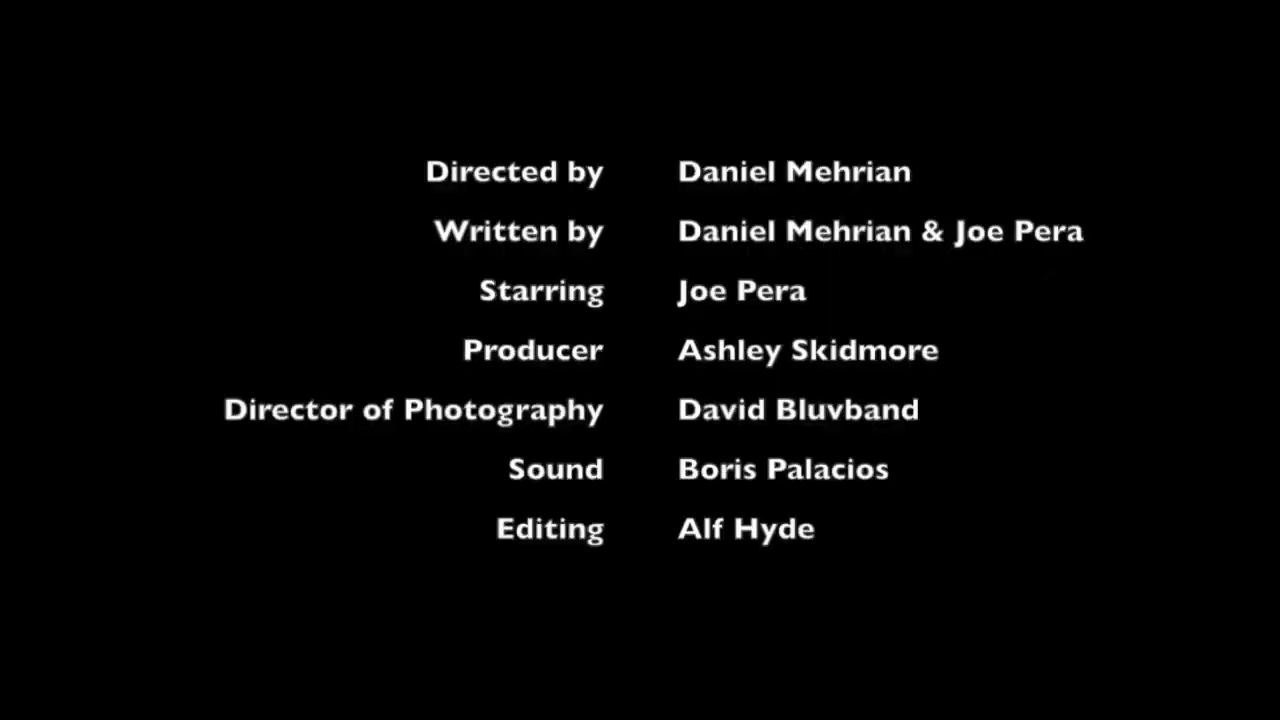 Directed by Daniel Mehrian
Written by Daniel Mehrian & Joe Pera
Starring Joe Pera
Producer Ashley Skidmore
Director of Photography David Bluvband
Sound Boris Palacios
Editing Alf Hyde